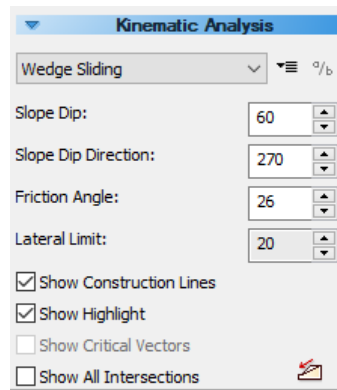 Kinematic Analysis
Wedge Sliding
a/b
Slope Dip: 60
Slope Dip Direction: 270
Friction Angle: 26
Lateral Limit: 20
Show Construction Lines
Show Highlight
Show Critical Vectors
Show All Intersections